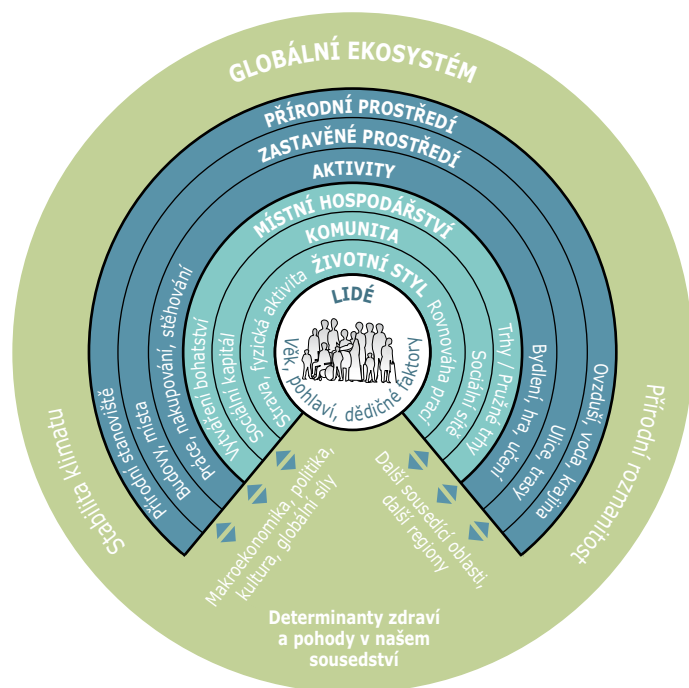 GLOBÁLNÍ EKOSYSTÉM
PŘÍRODNÍ PROSTŘEDÍ
ZASTAVĚNÉ PROSTŘEDÍ
AKTIVITY
MÍSTNÍ HOSPODÁŘSTVÍ
KOMUNITA
ŽIVOTNÍ STYL
LIDÉ
Věk, pohlaví, dědičné faktory
Strava fyzická aktivita
Rovnováha prací
Sociální kapitál
Sociální sítě
Vytváření bohatství
Trhy / Pružné trhy
Práce, nakupování, stěhování
Bydlení, hra, učení
Budovy, místa
Ulice, trasy
přírodní stanoviště
Ovzduší, voda, krajina
Stabilita klimatu
Přírodní rozmanitost
Makroekonomika, politika,
kultura, globální síly
Další sousedící oblasti,
další regiony
Determinanty zdraví
a pohody v našem
sousedství